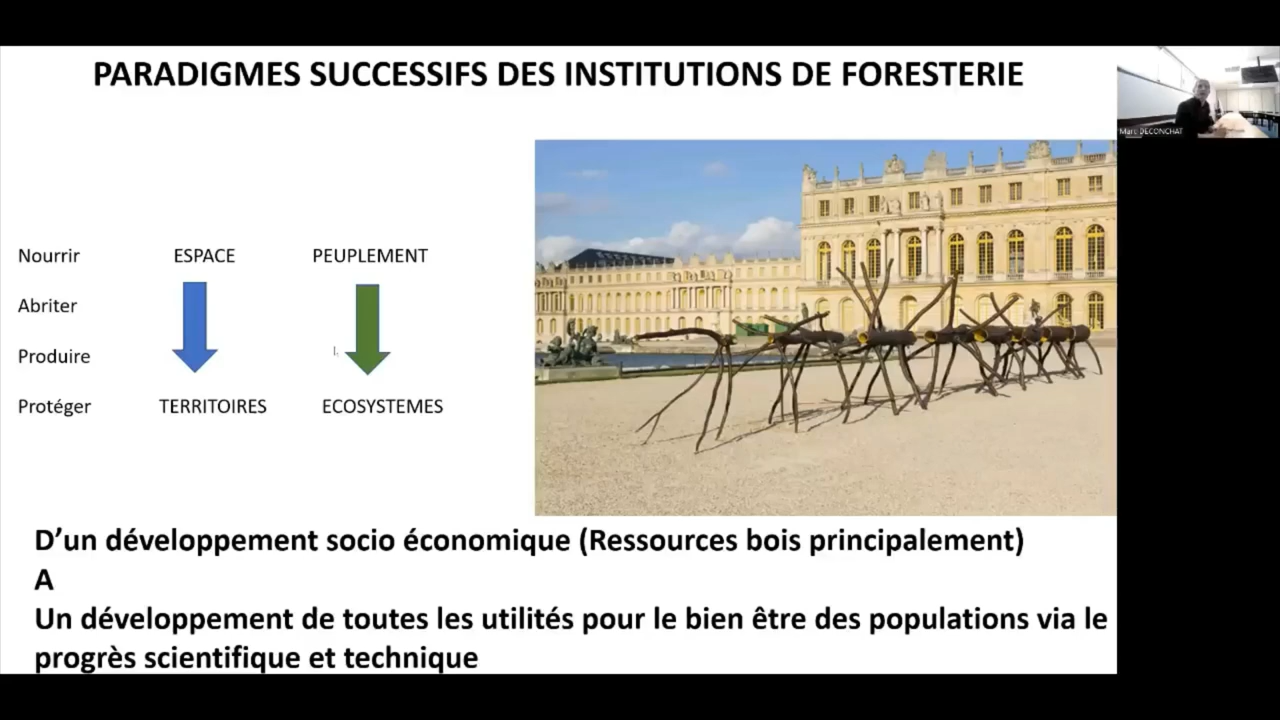 PARADIGMES SUCCESSIFS DES INSTITUTIONS DE FORESTERIE
Marc DECONCHAT
Nourrir ESPACE PEUPLEMENT
Abriter
Produire
Protéger TERRITOIRES ECOSYSTEMES
D’un développement socio économique (Ressources bois principalement)
A
Un développement de toutes les utilités pour le bien être des populations via le
progrès scientifique et technique